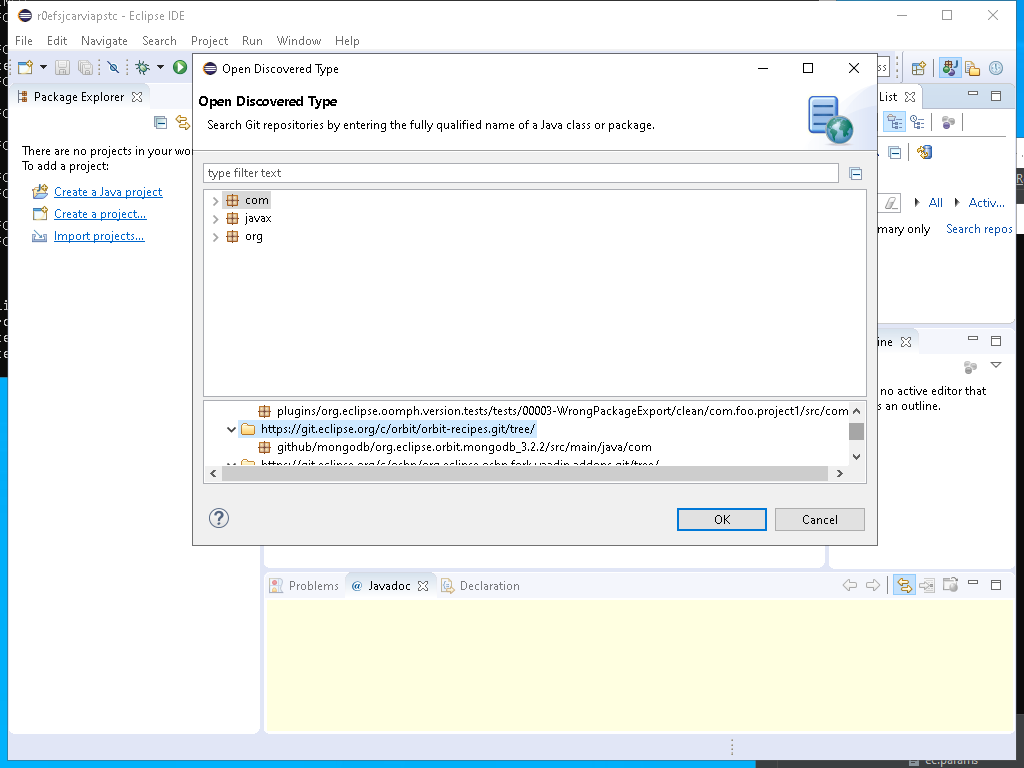 r0efsjcarviapstc - Eclipse IDE
File Edit Navigate Search Project Run Window Help
Open Discovered Type
Open Discovered Type
Search Git repositories by entering the fully qualified name of a Java class or package.
Package Explorer
List
There are no projects in your
To add a project:
Create a Java project
Create a project...
Import projects...
type filter text
com
javax
org
All
Activ...
only
Search repos
plugins/org.eclipse.oomph.version.tests/tests/00003-WrongPackageExport/clean/com.foo.project1/src/com
https://git.eclipse.org/c/orbit/orbit-recipes.git/tree/
github/mongodb/org.eclipse.orbit.mongodb_3.2.2/src/main/java/com
no active editor that
an outline.
OK
Cancel
Problems
@ Javadoc
Declaration